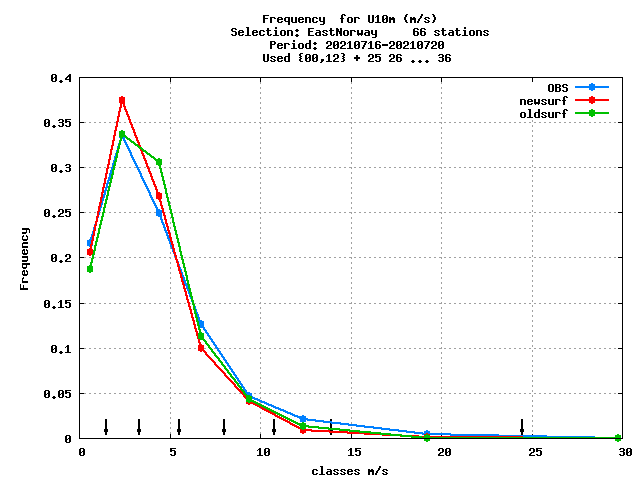 Frequency  for U10m (m/s)
Selection: EastNorway     66 stations
Period: 20210716-20210720
Used {00,12} + 25 26 ... 36
OBS
newsurf
oldsurf
0.4
0.35
0.3
0.25
0.2
0.15
0.1
0.05
0
Frequency
0 5 10 15 20 25 30
classes m/s